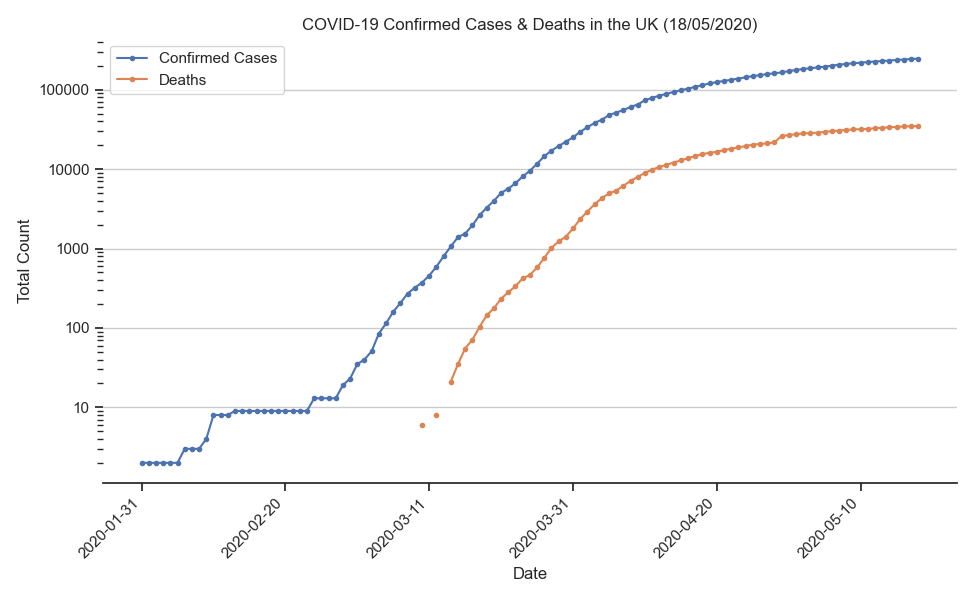 COVID-19 Confirmed Cases & Deaths in the UK (18/05/2020)
Confirmed Cases
Deaths
100000
10000
1000
100
10
Total Count
2020-01-31
2020-02-20
2020-03-11
2020-03-31
2020-04-20
2020-05-10
Date